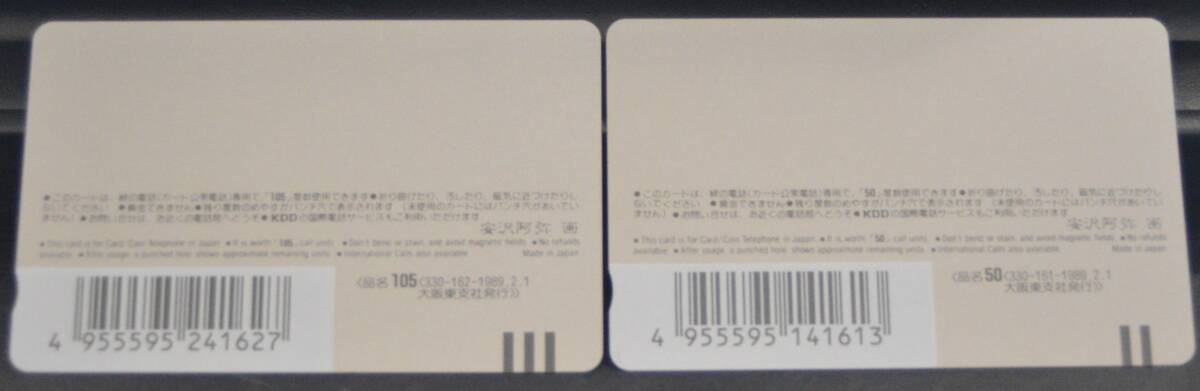 ●このカードは、緑の電話(カード公衆電話)専用で、「105」度数使用できます●折り曲げたり、汚したり、磁気に近づけたりし
ないでください ●換金できません●残り度数のめやすがパンチ穴で表示されます (未使用のカードにはパンチ穴があいてい
ません) ●お問い合せは、お近くの電話局へどうぞ●KDDの国際電話サービスもご利用いただけます
安沢阿弥 画
● This card is for Card/Coin Telephone in Japan. ● It is worth「105」call units. ● Don't bend or stain, and avoid magnetic fields. ● No refunds
available. ● After usage, a punched hole shows approximate remaining units. ● International Calls also available. Made in Japan
〈品名 105〈330-162-1989.2.1
大阪東支社発行〉〉
4 955595 241627
●このカードは、緑の電話(カード公衆電話)専用で、「50」度数使用できます●折り曲げたり、汚したり、磁気に近づけたりし
ないでください ●換金できません●残り度数のめやすがパンチ穴で表示されます (未使用のカードにはパンチ穴があいていま
せん) ●お問い合せは、お近くの電話局へどうぞ●KDDの国際電話サービスもご利用いただけます
安沢阿弥 画
● This card is for Card/Coin Telephone in Japan. ● It is worth「50」call units. ● Don't bend or stain, and avoid magnetic fields. ● No refunds
available. ● After usage, a punched hole shows approximate remaining units. ● International Calls also available. Made in Japan
〈品名 50〈330-161-1989.2.1
大阪東支社発行〉〉
4 955595 141613